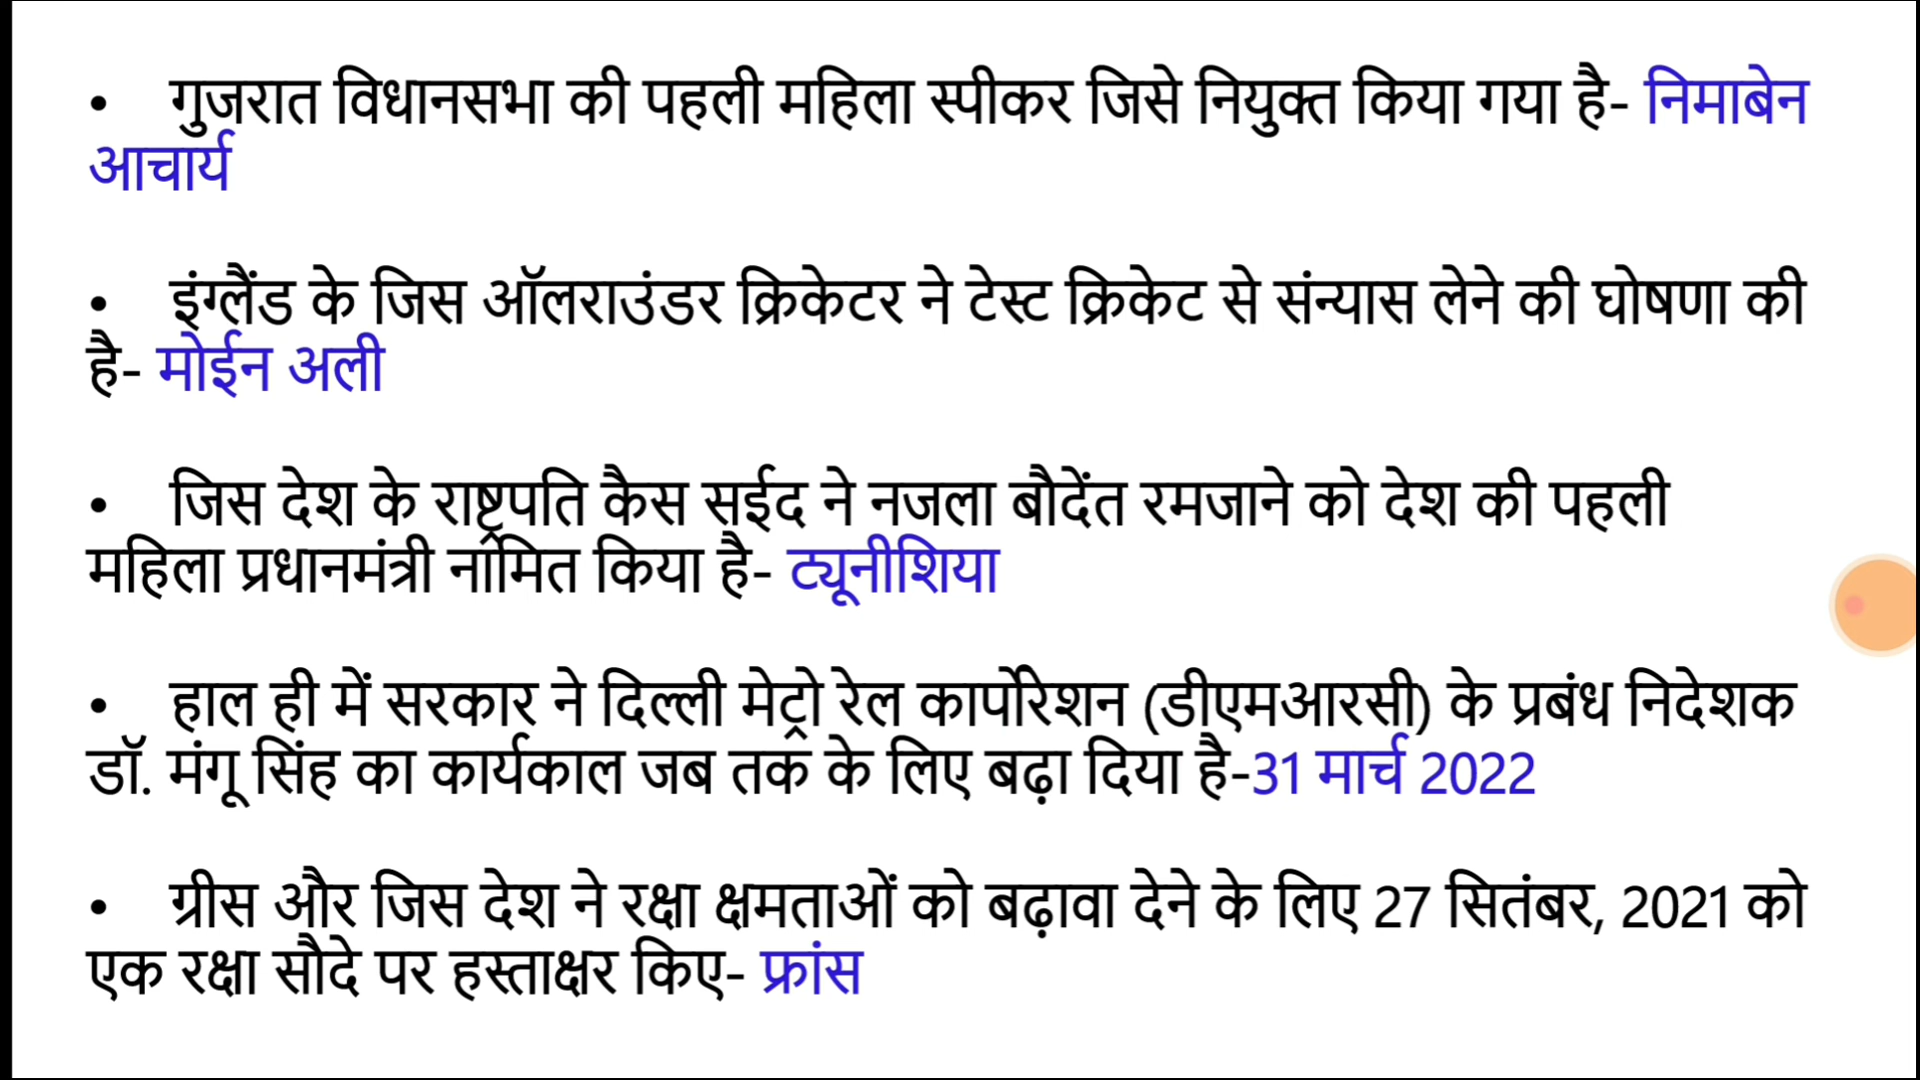 • गुजरात विधानसभा की पहली महिला स्पीकर जिसे नियुक्त किया गया है- निमाबेन
आचार्य
• इंग्लैंड के जिस ऑलराउंडर क्रिकेटर ने टेस्ट क्रिकेट से संन्यास लेने की घोषणा की
है- मोईन अली
• जिस देश के राष्ट्रपति कैस सईद ने नजला बौदेंत रमजाने को देश की पहली
महिला प्रधानमंत्री नामित किया है- ट्यूनीशिया
• हाल ही में सरकार ने दिल्ली मेट्रो रेल कार्पोरेशन (डीएमआरसी) के प्रबंध निदेशक
डॉ. मंगू सिंह का कार्यकाल जब तक के लिए बढ़ा दिया है-31 मार्च 2022
• ग्रीस और जिस देश ने रक्षा क्षमताओं को बढ़ावा देने के लिए 27 सितंबर, 2021 को
एक रक्षा सौदे पर हस्ताक्षर किए- फ्रांस